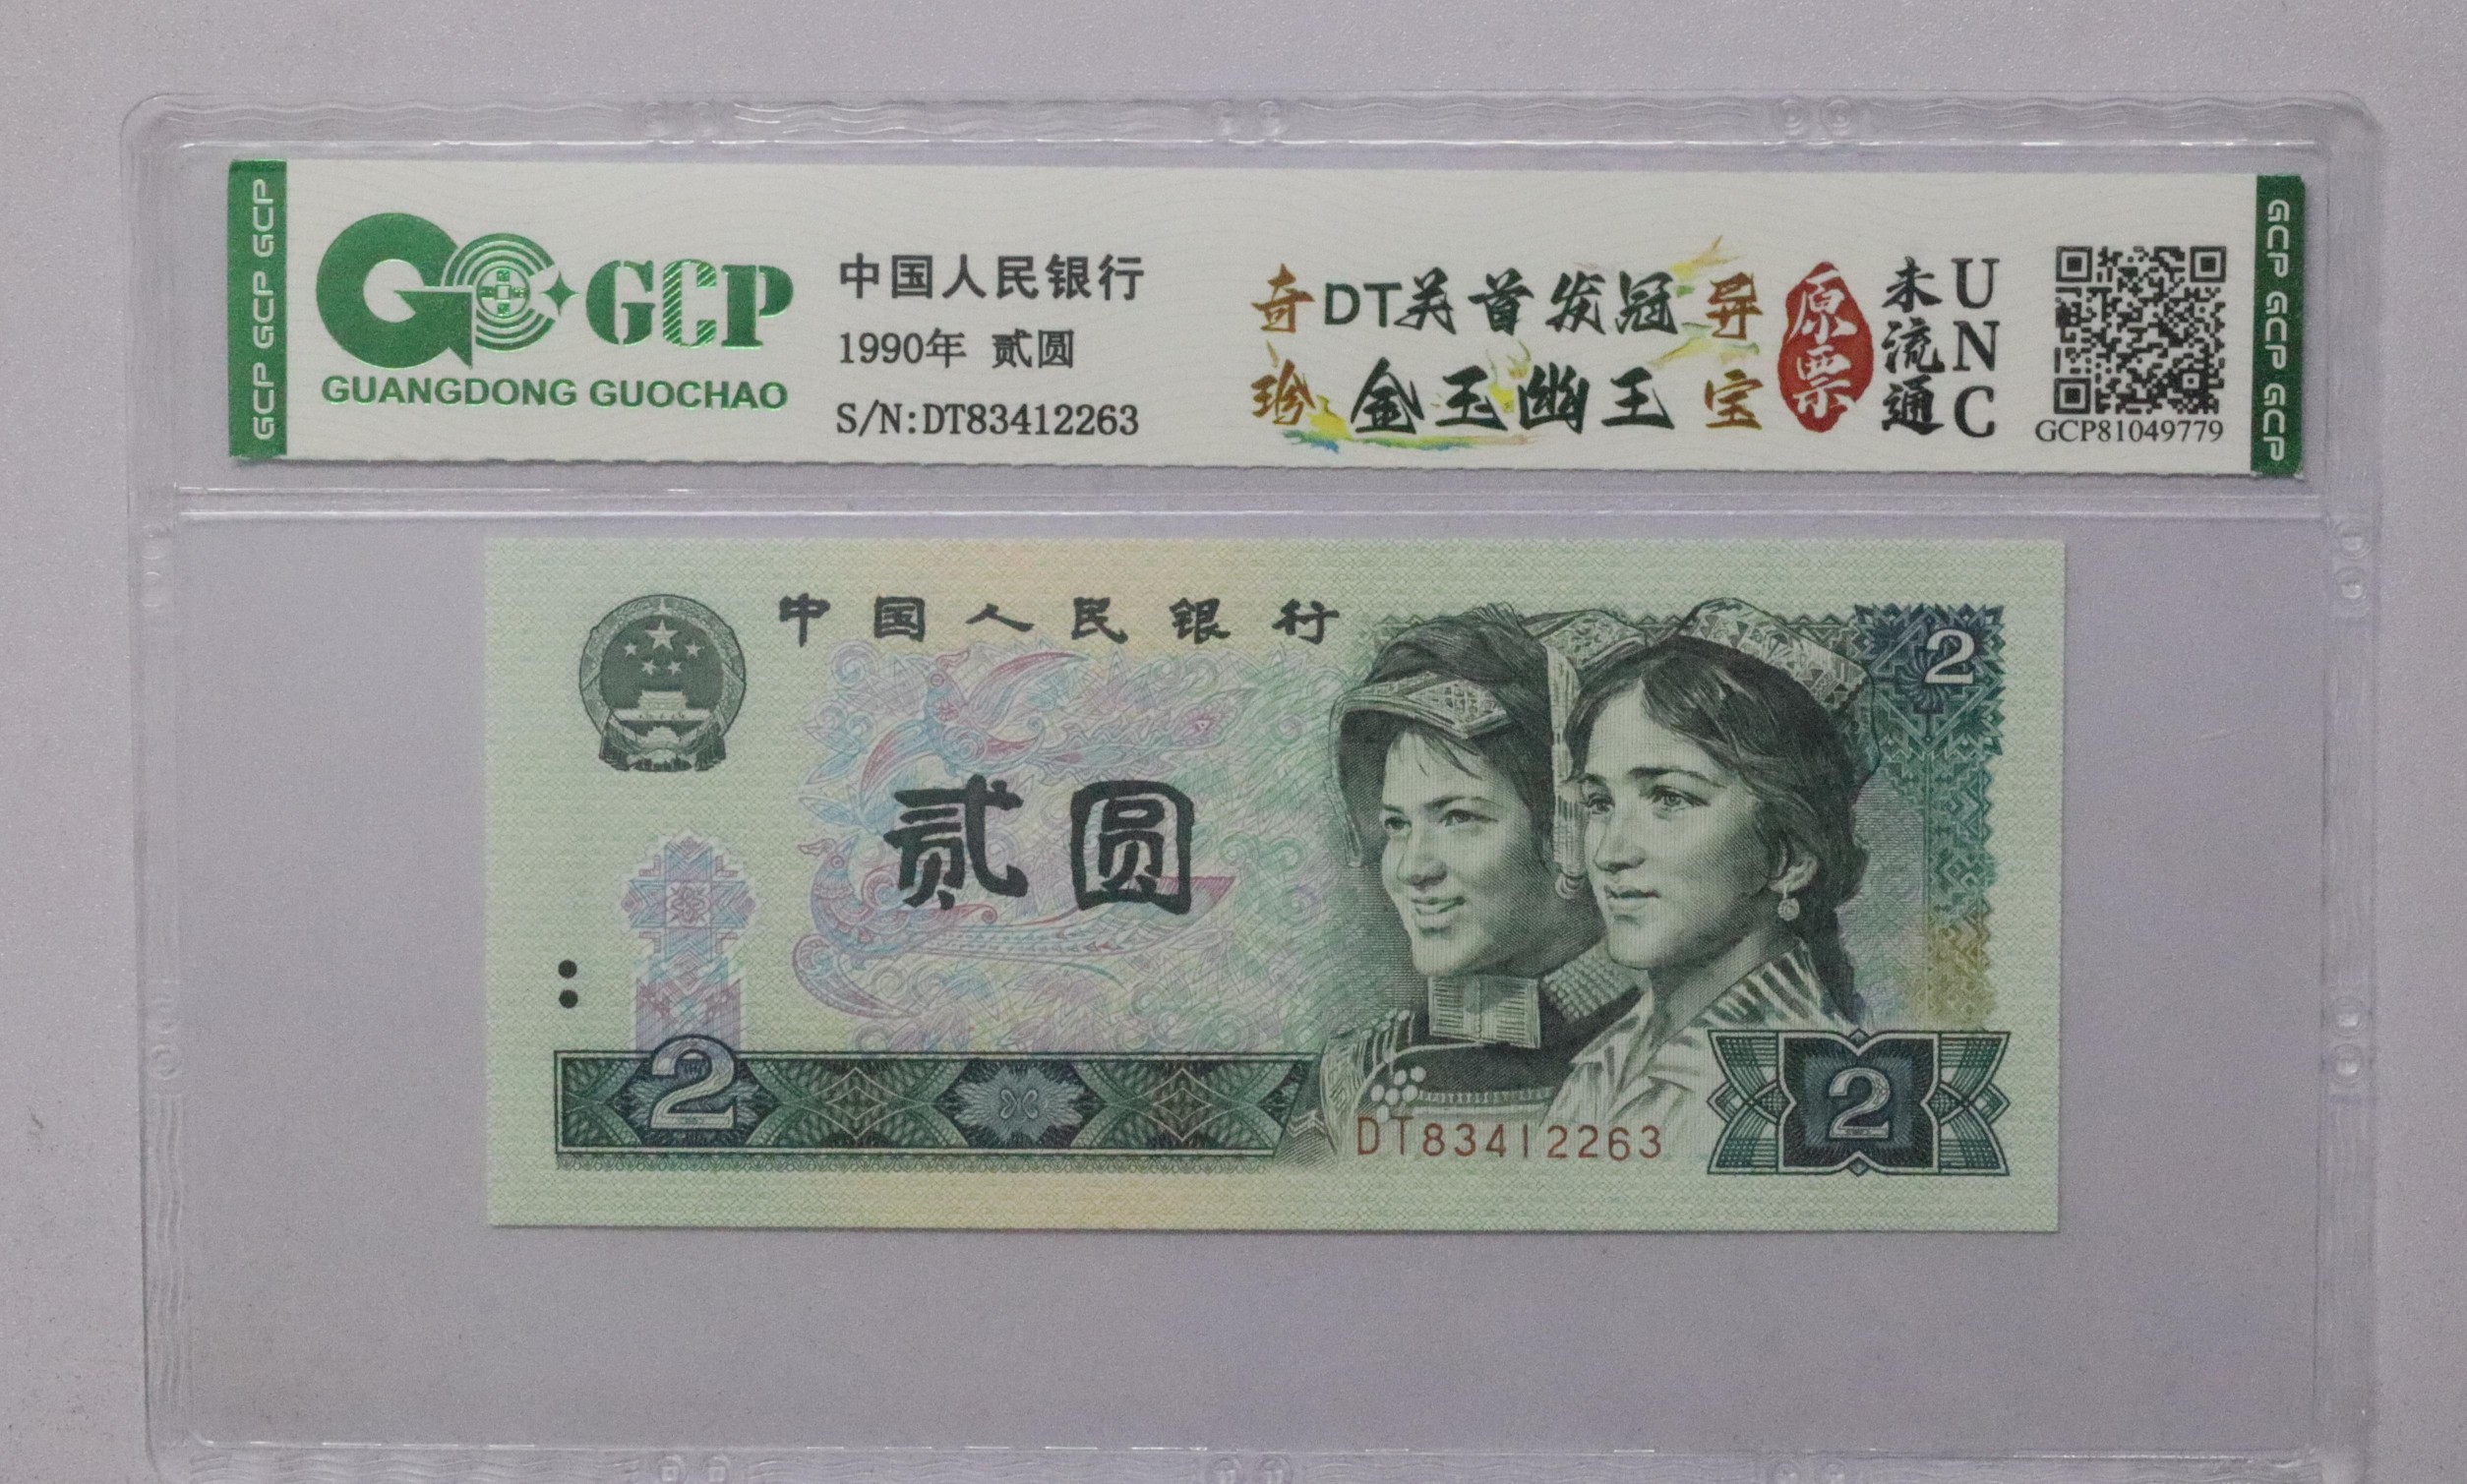 GCP GCP GCP
GCP
GUANGDONG GUOCHAO
中国人民银行
1990年 贰圆
S/N:DT83412263
奇DT关首发冠异
珍金玉幽王宝
原票
未流通
UNC
GCP81049779
GCP GCP GCP
中国人民银行
2
贰圆
2
DT83412263
2